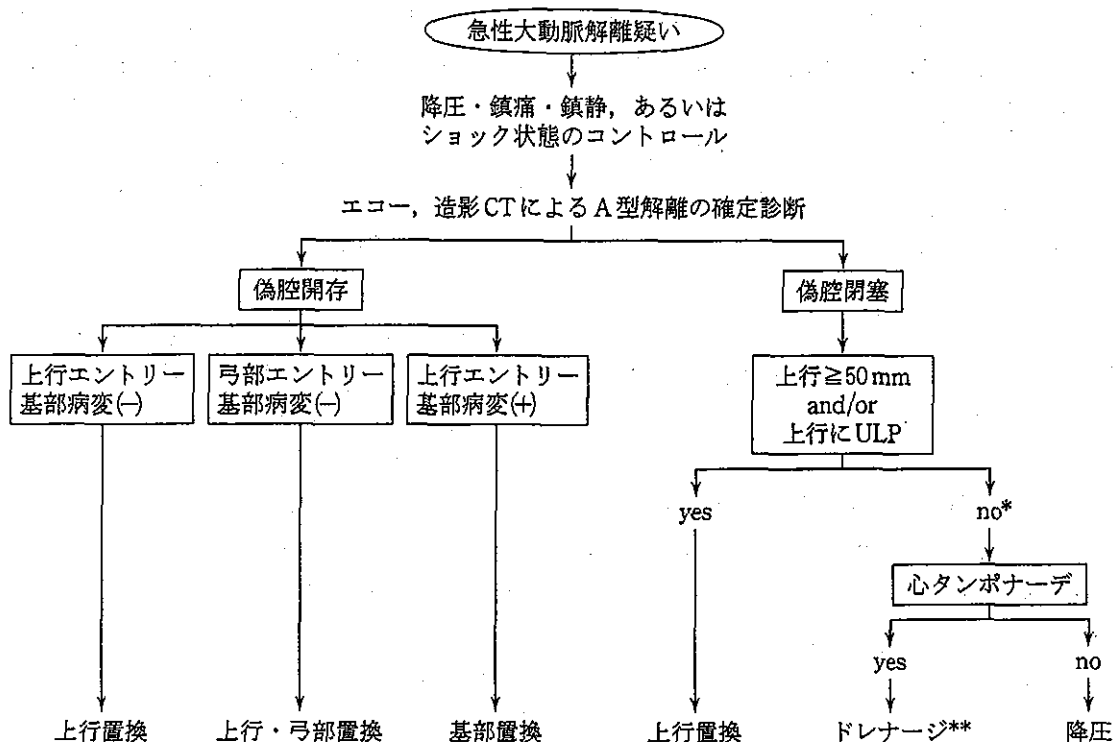 急性大動脈解離疑い
降圧・鎮痛・鎮静，あるいは
ショック状態のコントロール
エコー，造影CTによるA型解離の確定診断
偽腔開存
偽腔閉塞
上行エントリー
基部病変(−)
弓部エントリー
基部病変(−)
上行エントリー
基部病変(+)
上行≧50mm
and/or
上行にULP
yes
no*
心タンポナーデ
yes
no
上行置換
上行・弓部置換
基部置換
上行置換
ドレナージ**
降圧